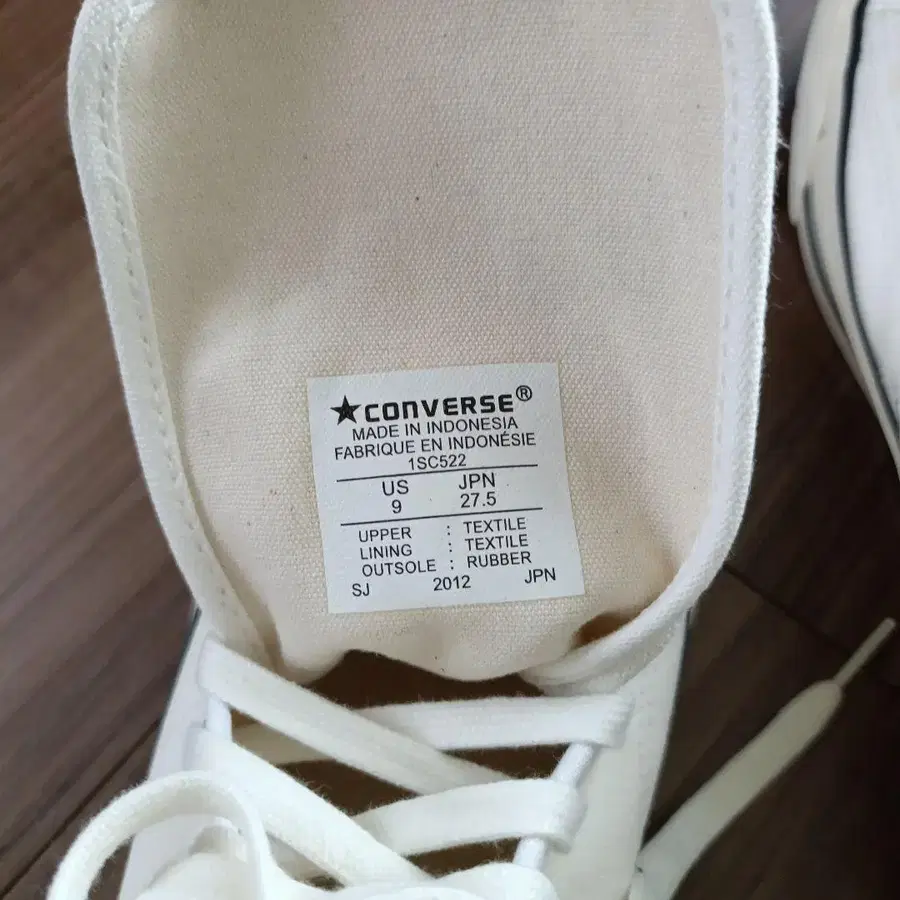 CONVERSE®
MADE IN INDONESIA
FABRIQUE EN INDONÉSIE
1SC522
US JPN
9 27.5
UPPER : TEXTILE
LINING : TEXTILE
OUTSOLE : RUBBER
SJ 2012 JPN